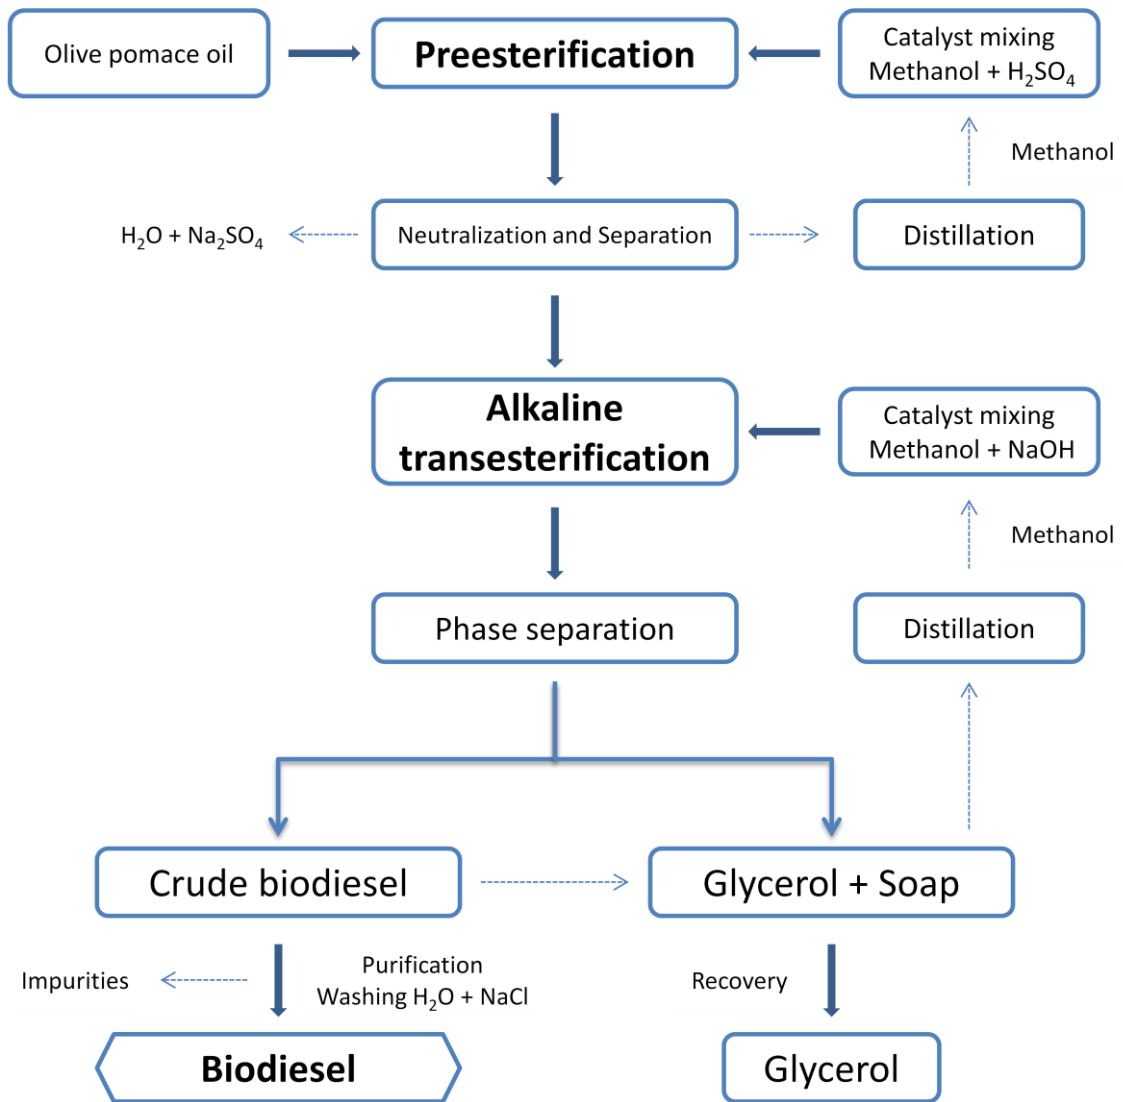 Olive pomace oil
Preesterification
Catalyst mixing
Methanol + H₂SO₄
Methanol
H₂O + Na₂SO₄
Neutralization and Separation
Distillation
Alkaline
transesterification
Catalyst mixing
Methanol + NaOH
Methanol
Phase separation
Distillation
Crude biodiesel
Glycerol + Soap
Impurities
Purification
Washing H₂O + NaCl
Recovery
Biodiesel
Glycerol